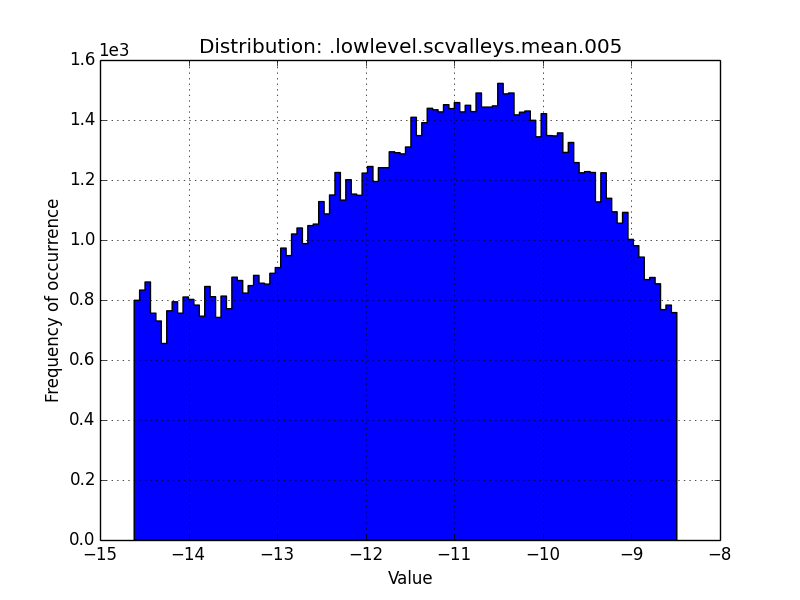 Distribution: .lowlevel.scvalleys.mean.005
1e3
1.6
1.4
1.2
1.0
0.8
0.6
0.4
0.2
0.0
Frequency of occurrence
−15 −14 −13 −12 −11 −10 −9 −8
Value